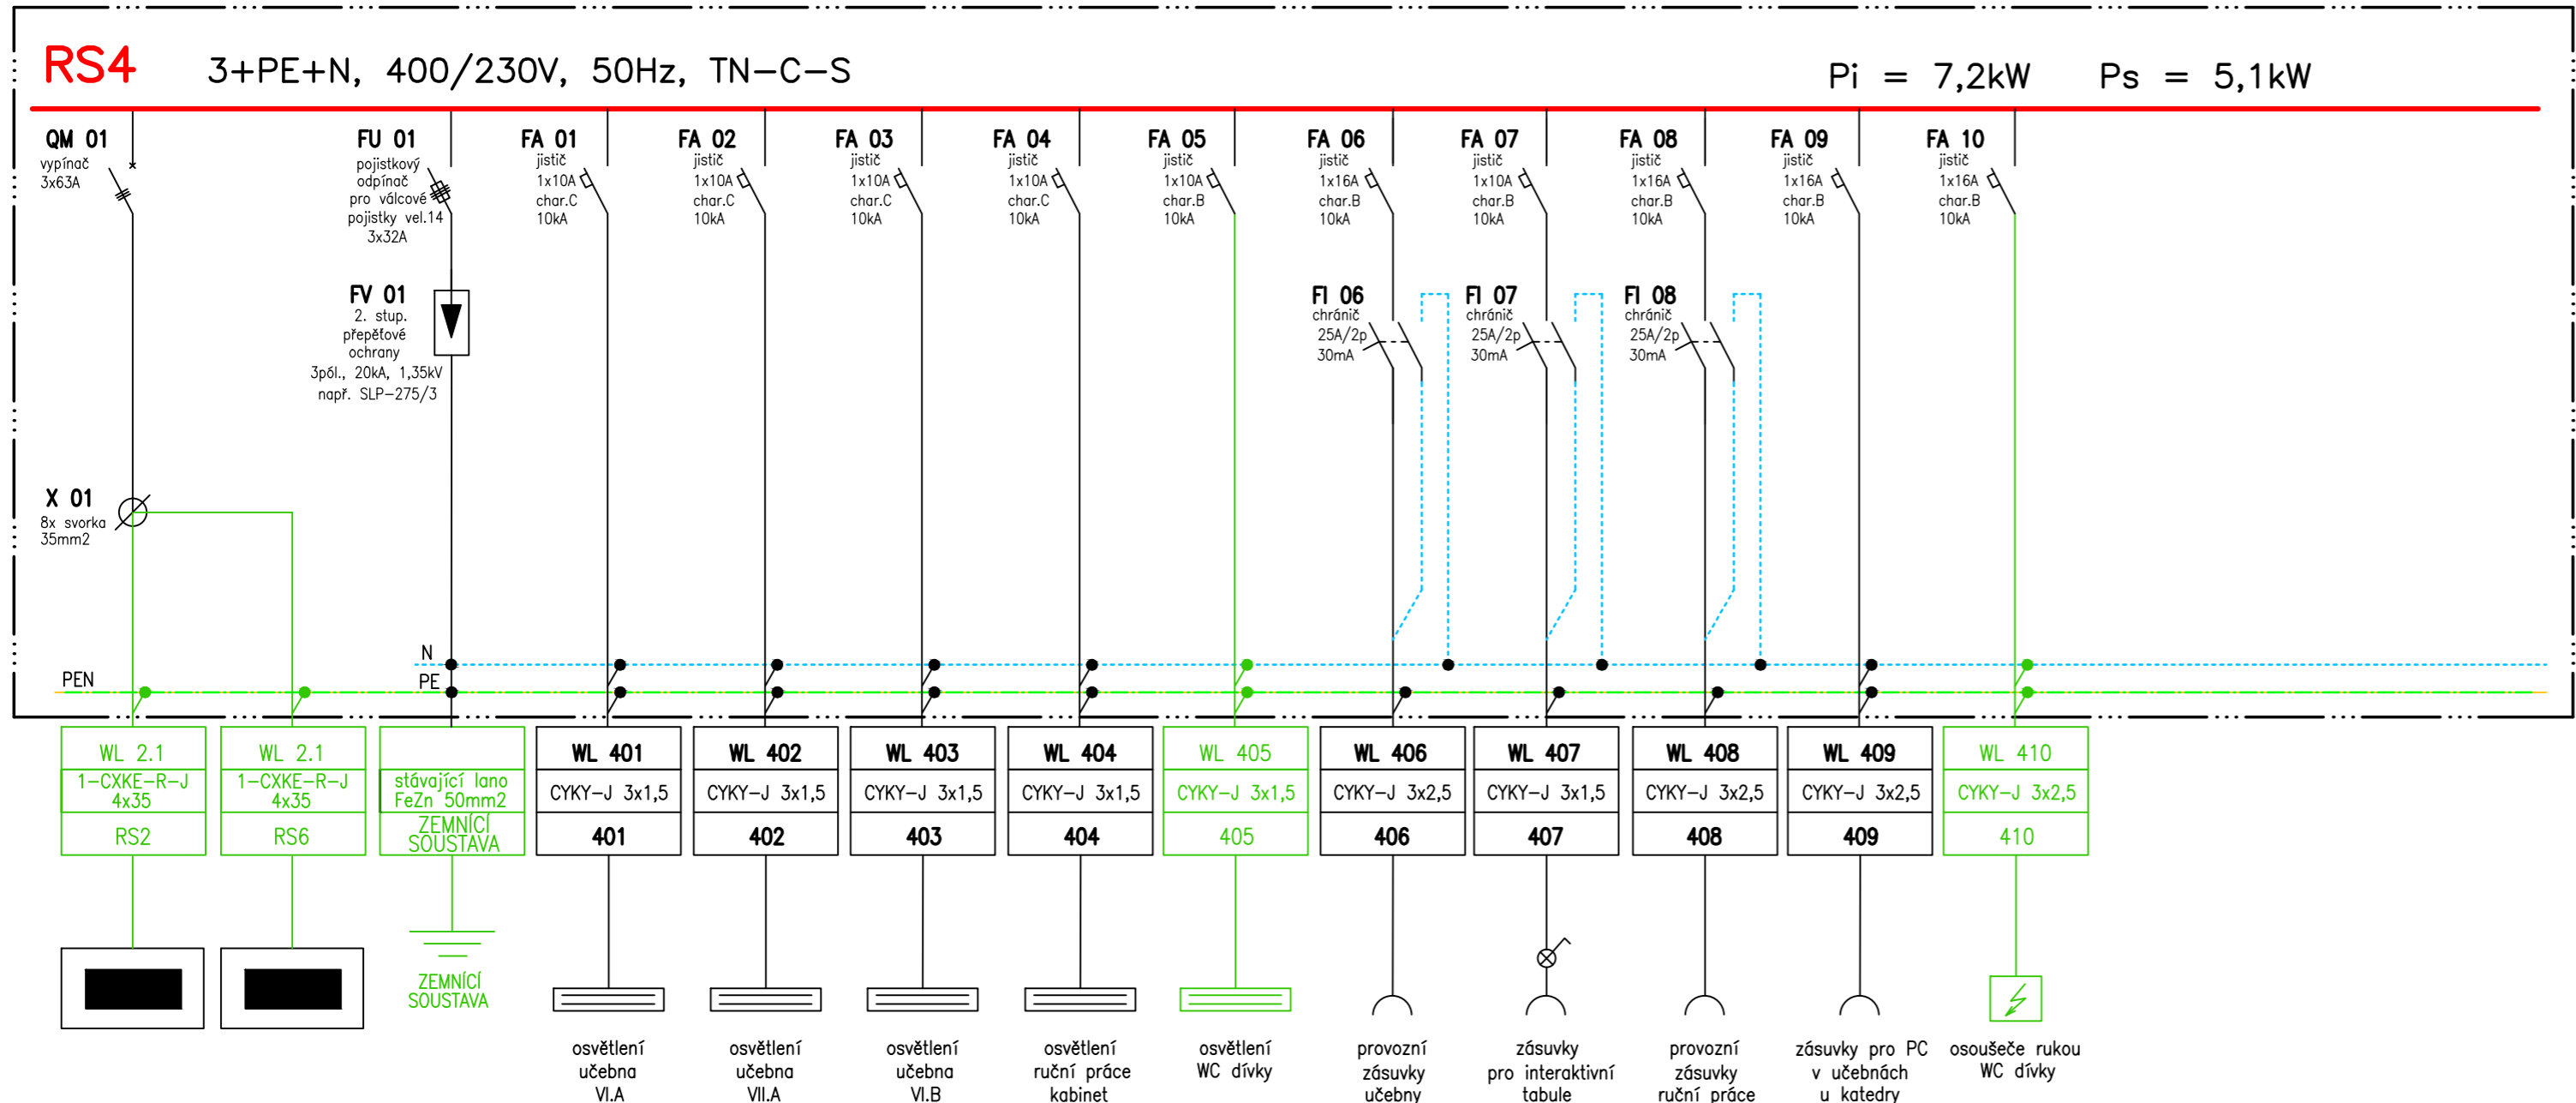 RS4 3+PE+N, 400/230V, 50Hz, TN-C-S Pi = 7,2kW Ps = 5,1kW
QM 01
vypínač
3x63A
FU 01
pojistkový
odpínač
pro válcové
pojistky vel.14
3x32A
FA 01
jistič
1x10A
char.C
10kA
FA 02
jistič
1x10A
char.C
10kA
FA 03
jistič
1x10A
char.C
10kA
FA 04
jistič
1x10A
char.C
10kA
FA 05
jistič
1x10A
char.B
10kA
FA 06
jistič
1x16A
char.B
10kA
FA 07
jistič
1x10A
char.B
10kA
FA 08
jistič
1x16A
char.B
10kA
FA 09
jistič
1x16A
char.B
10kA
FA 10
jistič
1x16A
char.B
10kA
FV 01
2. stup.
přepěťové
ochrany
3pól., 20kA, 1,35kV
např. SLP-275/3
FI 06
chránič
25A/2p
30mA
FI 07
chránič
25A/2p
30mA
FI 08
chránič
25A/2p
30mA
X 01
8x svorka
35mm2
N
PEN
PE
WL 2.1
1-CXKE-R-J
4x35
RS2
WL 2.1
1-CXKE-R-J
4x35
RS6
stávající lano
FeZn 50mm2
ZEMNÍCÍ
SOUSTAVA
WL 401
CYKY-J 3x1,5
401
WL 402
CYKY-J 3x1,5
402
WL 403
CYKY-J 3x1,5
403
WL 404
CYKY-J 3x1,5
404
WL 405
CYKY-J 3x1,5
405
WL 406
CYKY-J 3x2,5
406
WL 407
CYKY-J 3x1,5
407
WL 408
CYKY-J 3x2,5
408
WL 409
CYKY-J 3x2,5
409
WL 410
CYKY-J 3x2,5
410
ZEMNÍCÍ
SOUSTAVA
osvětlení
učebna
VI.A
osvětlení
učebna
VII.A
osvětlení
učebna
VI.B
osvětlení
ruční práce
kabinet
osvětlení
WC dívky
provozní
zásuvky
učebny
zásuvky
pro interaktivní
tabule
provozní
zásuvky
ruční práce
zásuvky pro PC
v učebnách
u katedry
osoušeče rukou
WC dívky